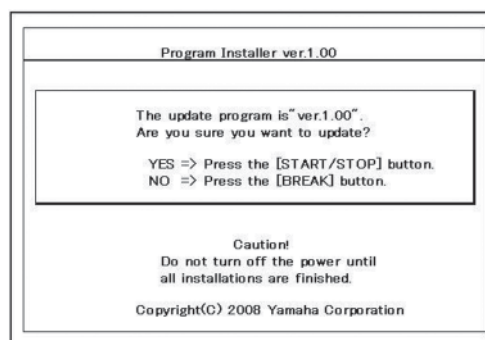 Program Installer ver.1.00
The update program is"ver.1.00".
Are you sure you want to update?
YES => Press the [START/STOP] button.
NO => Press the [BREAK] button.
Caution!
Do not turn off the power until
all installations are finished.
Copyright(C) 2008 Yamaha Corporation